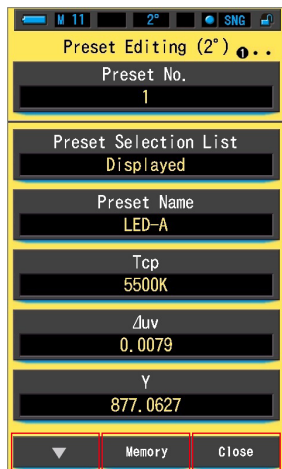 M 11 2° SNG
Preset Editing (2°) ❶..
Preset No.
1
Preset Selection List
Displayed
Preset Name
LED-A
Tcp
5500K
⊿uv
0.0079
Y
877.0627
▼ Memory Close